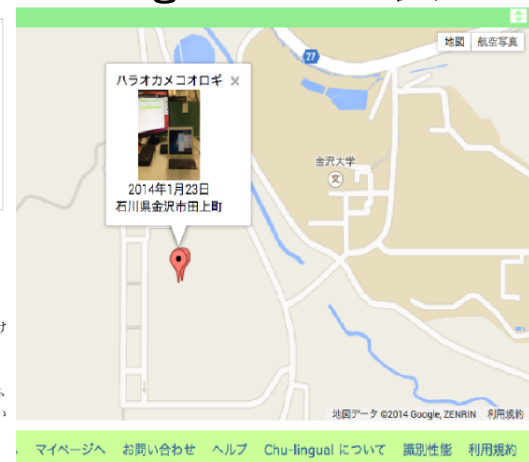 地図 航空写真
27
ハラオカメコオロギ ×
2014年1月23日
石川県金沢市田上町
金沢大学
文
け
い
地図データ ©2014 Google, ZENRIN 利用規約
マイページへ お問い合わせ ヘルプ Chu-lingual について 識別性能 利用規約